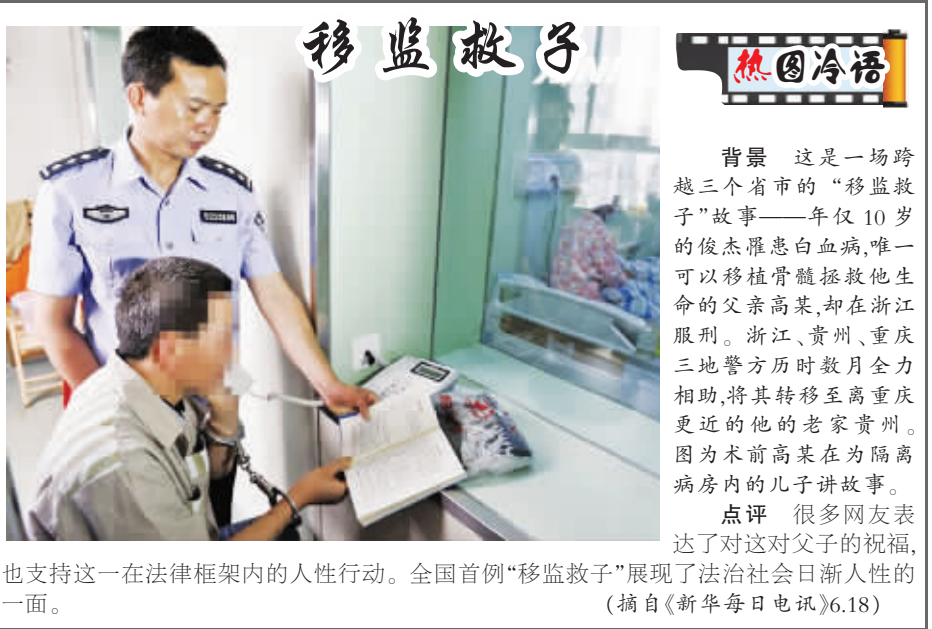 移监救子
热图冷语
背景 这是一场跨
越三个省市的“移监救
子”故事——年仅10岁
的俊杰罹患白血病,唯一
可以移植骨髓拯救他生
命的父亲高某,却在浙江
服刑。浙江、贵州、重庆
三地警方历时数月全力
相助,将其转移至离重庆
更近的他的老家贵州。
图为术前高某在为隔离
病房内的儿子讲故事。
点评 很多网友表
达了对这对父子的祝福,
也支持这一在法律框架内的人性行动。全国首例“移监救子”展现了法治社会日渐人性的
一面。 (摘自《新华每日电讯》6.18)